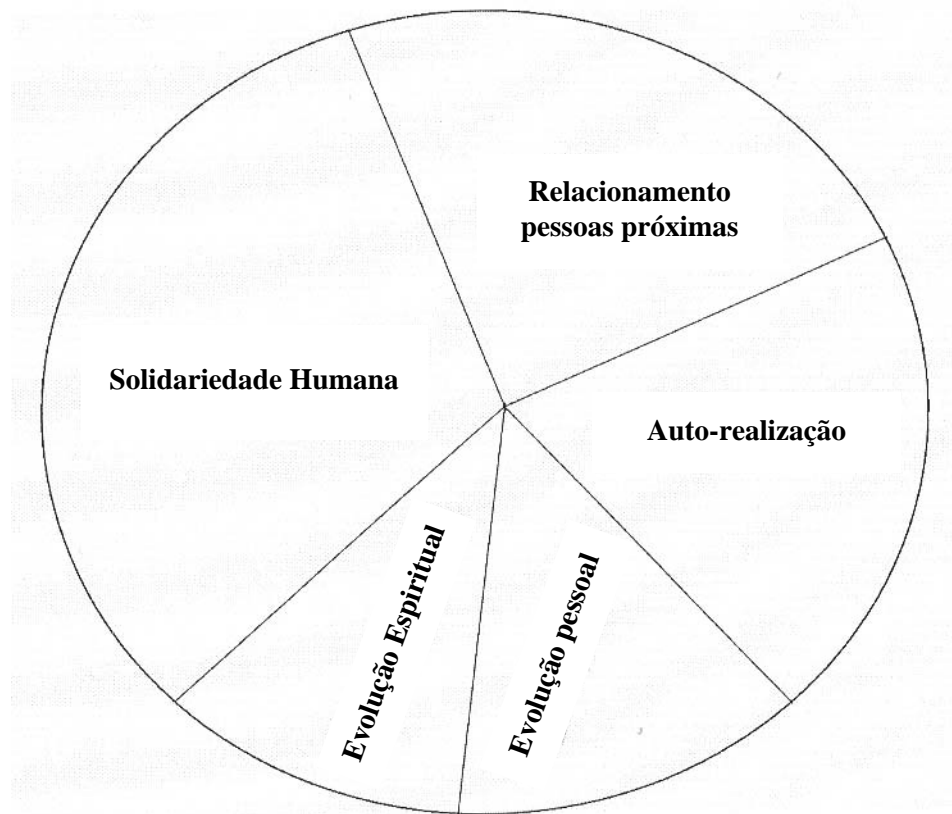 Relacionamento
pessoas próximas
Solidariedade Humana
Auto-realização
Evolução Espiritual
Evolução pessoal